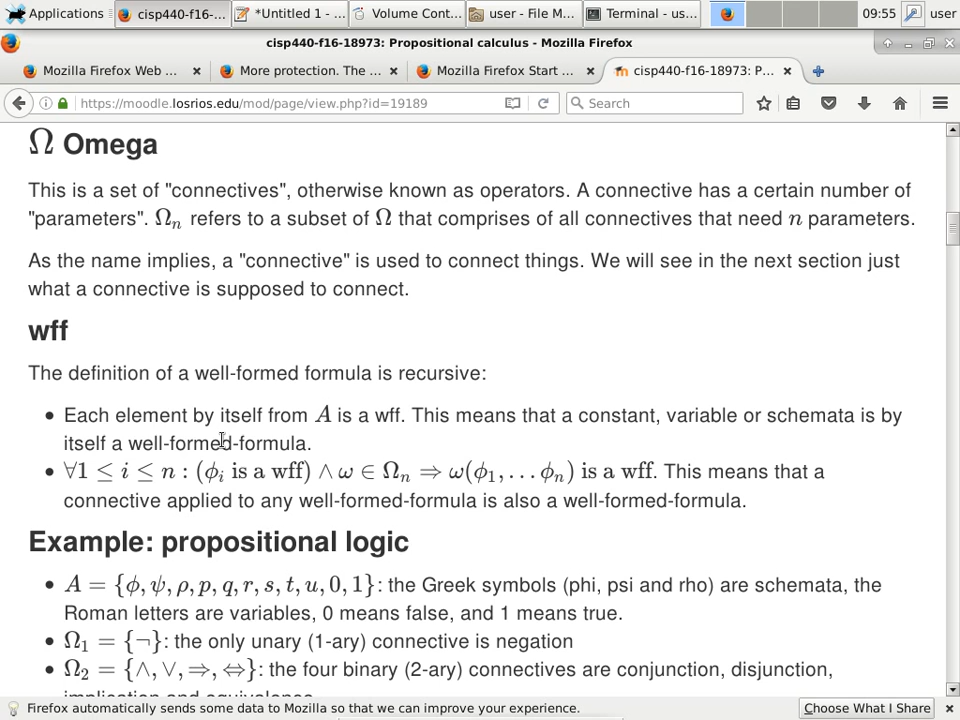 Applications
cisp440-f16-...
*Untitled 1 - ...
Volume Cont...
user - File M...
Terminal - us...
09:55
user
cisp440-f16-18973: Propositional calculus - Mozilla Firefox
Mozilla Firefox Web ...
More protection. The ...
Mozilla Firefox Start ...
cisp440-f16-18973: P...
https://moodle.losrios.edu/mod/page/view.php?id=19189
Search
Ω Omega
This is a set of "connectives", otherwise known as operators. A connective has a certain number of
"parameters". Ωₙ refers to a subset of Ω that comprises of all connectives that need n parameters.
As the name implies, a "connective" is used to connect things. We will see in the next section just
what a connective is supposed to connect.
wff
The definition of a well-formed formula is recursive:
• Each element by itself from A is a wff. This means that a constant, variable or schemata is by
itself a well-formed-formula.
• ∀1 ≤ i ≤ n : (ϕᵢ is a wff) ∧ ω ∈ Ωₙ ⇒ ω(ϕ₁, … ϕₙ) is a wff. This means that a
connective applied to any well-formed-formula is also a well-formed-formula.
Example: propositional logic
• A = {ϕ, ψ, ρ, p, q, r, s, t, u, 0, 1}: the Greek symbols (phi, psi and rho) are schemata, the
Roman letters are variables, 0 means false, and 1 means true.
• Ω₁ = {¬}: the only unary (1-ary) connective is negation
• Ω₂ = {∧, ∨, ⇒, ⇔}: the four binary (2-ary) connectives are conjunction, disjunction,
implication and equivalence
Firefox automatically sends some data to Mozilla so that we can improve your experience.
Choose What I Share